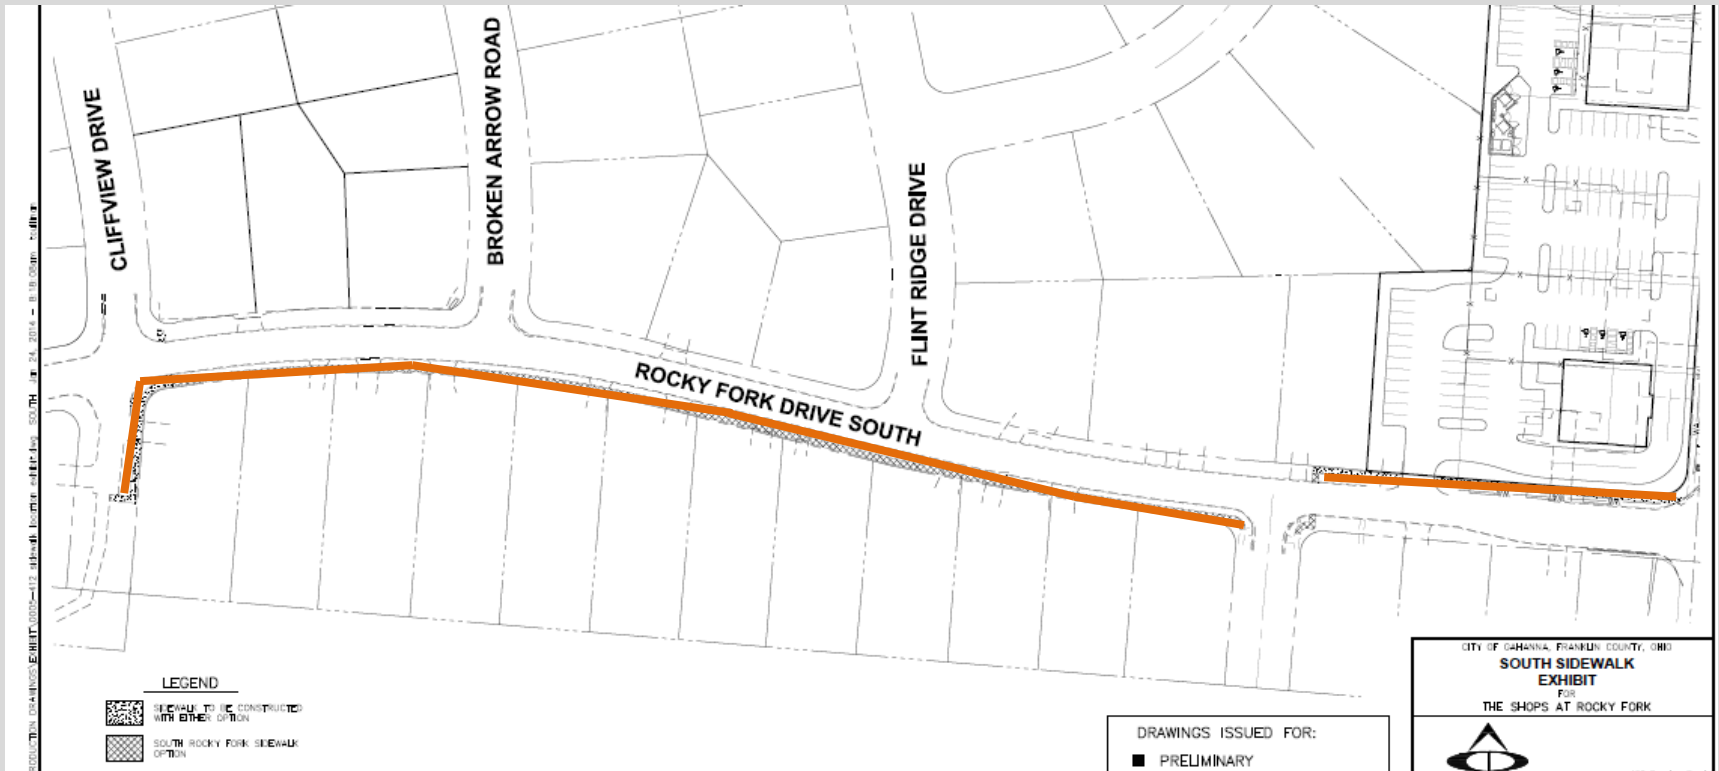 CLIFFVIEW DRIVE
BROKEN ARROW ROAD
FLINT RIDGE DRIVE
ROCKY FORK DRIVE SOUTH
LEGEND
SIDEWALK TO BE CONSTRUCTED
WITH EITHER OPTION
SOUTH ROCKY FORK SIDEWALK
OPTION
DRAWINGS ISSUED FOR:
PRELIMINARY
CITY OF GAHANNA, FRANKLIN COUNTY, OHIO
SOUTH SIDEWALK
EXHIBIT
FOR
THE SHOPS AT ROCKY FORK